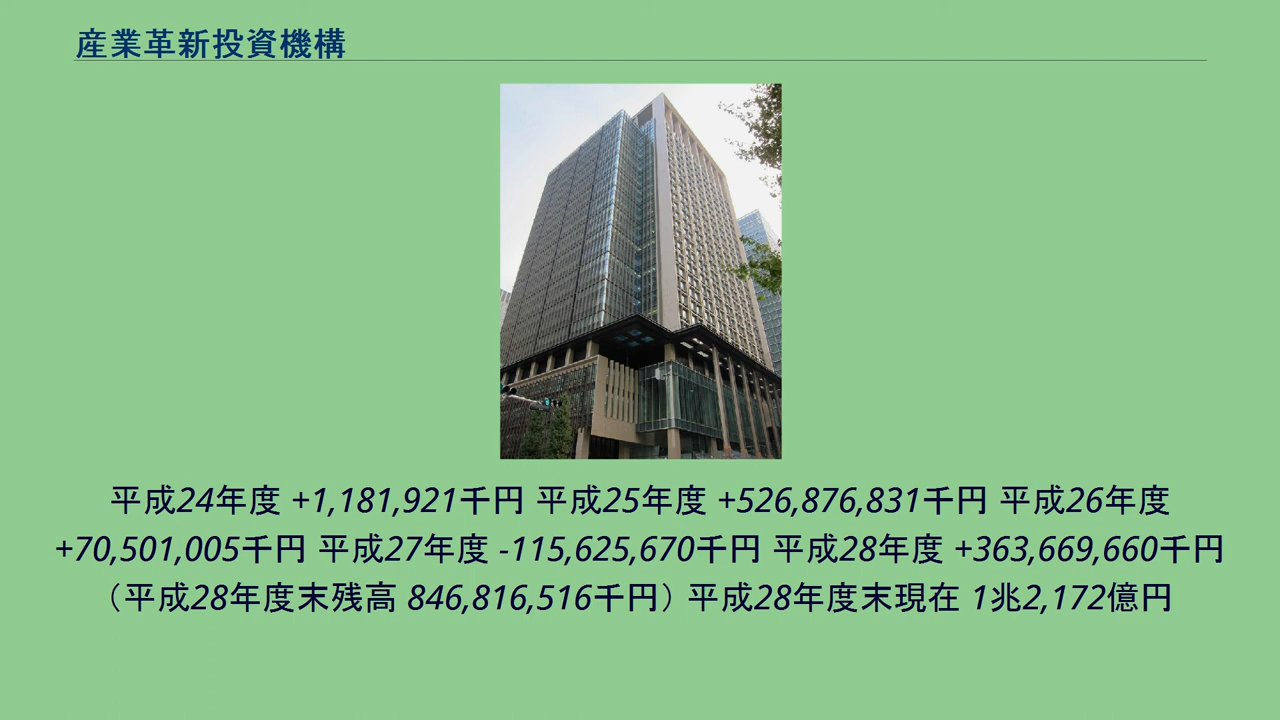 産業革新投資機構
平成24年度 +1,181,921千円 平成25年度 +526,876,831千円 平成26年度
+70,501,005千円 平成27年度 -115,625,670千円 平成28年度 +363,669,660千円
（平成28年度末残高 846,816,516千円）平成28年度末現在 1兆2,172億円